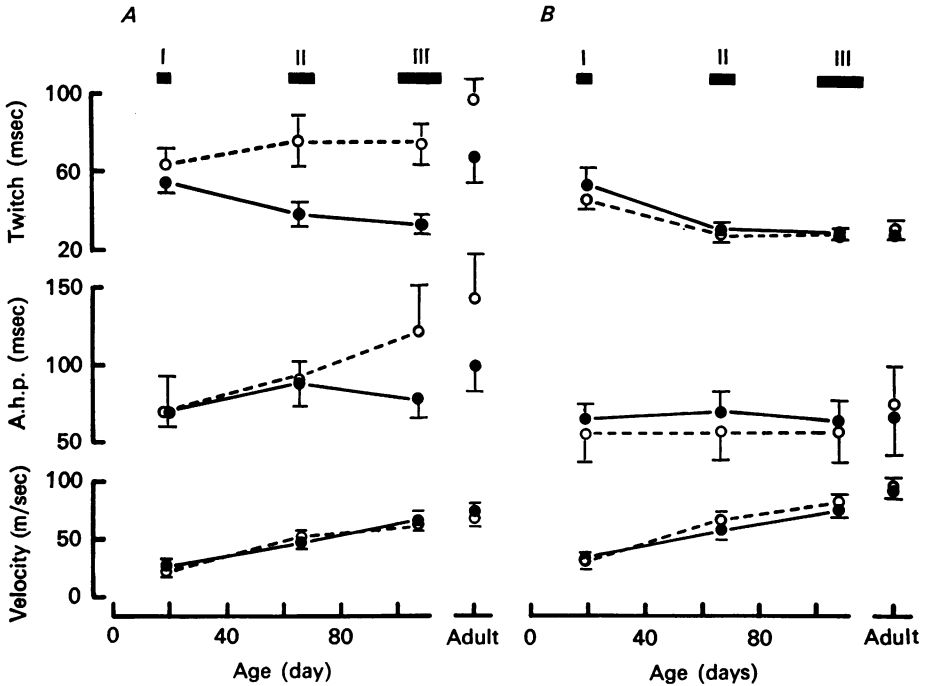 A
B
I II III
I II III
Twitch (msec)
100
60
20
A.h.p. (msec)
150
100
50
Velocity (m/sec)
100
50
0
0 40 80 Adult
0 40 80 Adult
Age (day)
Age (days)